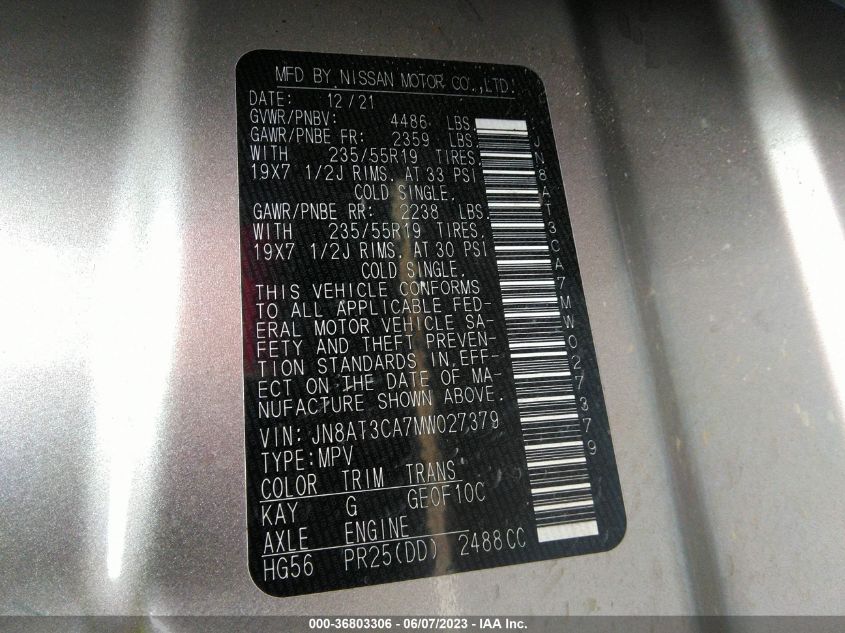 MFD BY NISSAN MOTOR CO.,LTD.
DATE: 12/21
GVWR/PNBV: 4486 LBS.
GAWR/PNBE FR: 2359 LBS.
WITH 235/55R19 TIRES.
19X7 1/2J RIMS. AT 33 PSI
COLD SINGLE.
GAWR/PNBE RR: 2238 LBS.
WITH 235/55R19 TIRES.
19X7 1/2J RIMS. AT 30 PSI
COLD SINGLE.
THIS VEHICLE CONFORMS
TO ALL APPLICABLE FED-
ERAL MOTOR VEHICLE SA-
FETY AND THEFT PREVEN-
TION STANDARDS IN EFF-
ECT ON THE DATE OF MA-
NUFACTURE SHOWN ABOVE.
VIN: JN8AT3CA7MW027379
TYPE:MPV
COLOR TRIM TRANS
KAY G GE0F10C
AXLE ENGINE
HG56 PR25(DD) 2488CC
JN8AT3CA7MW027379
000-36803306 - 06/07/2023 - IAA Inc.